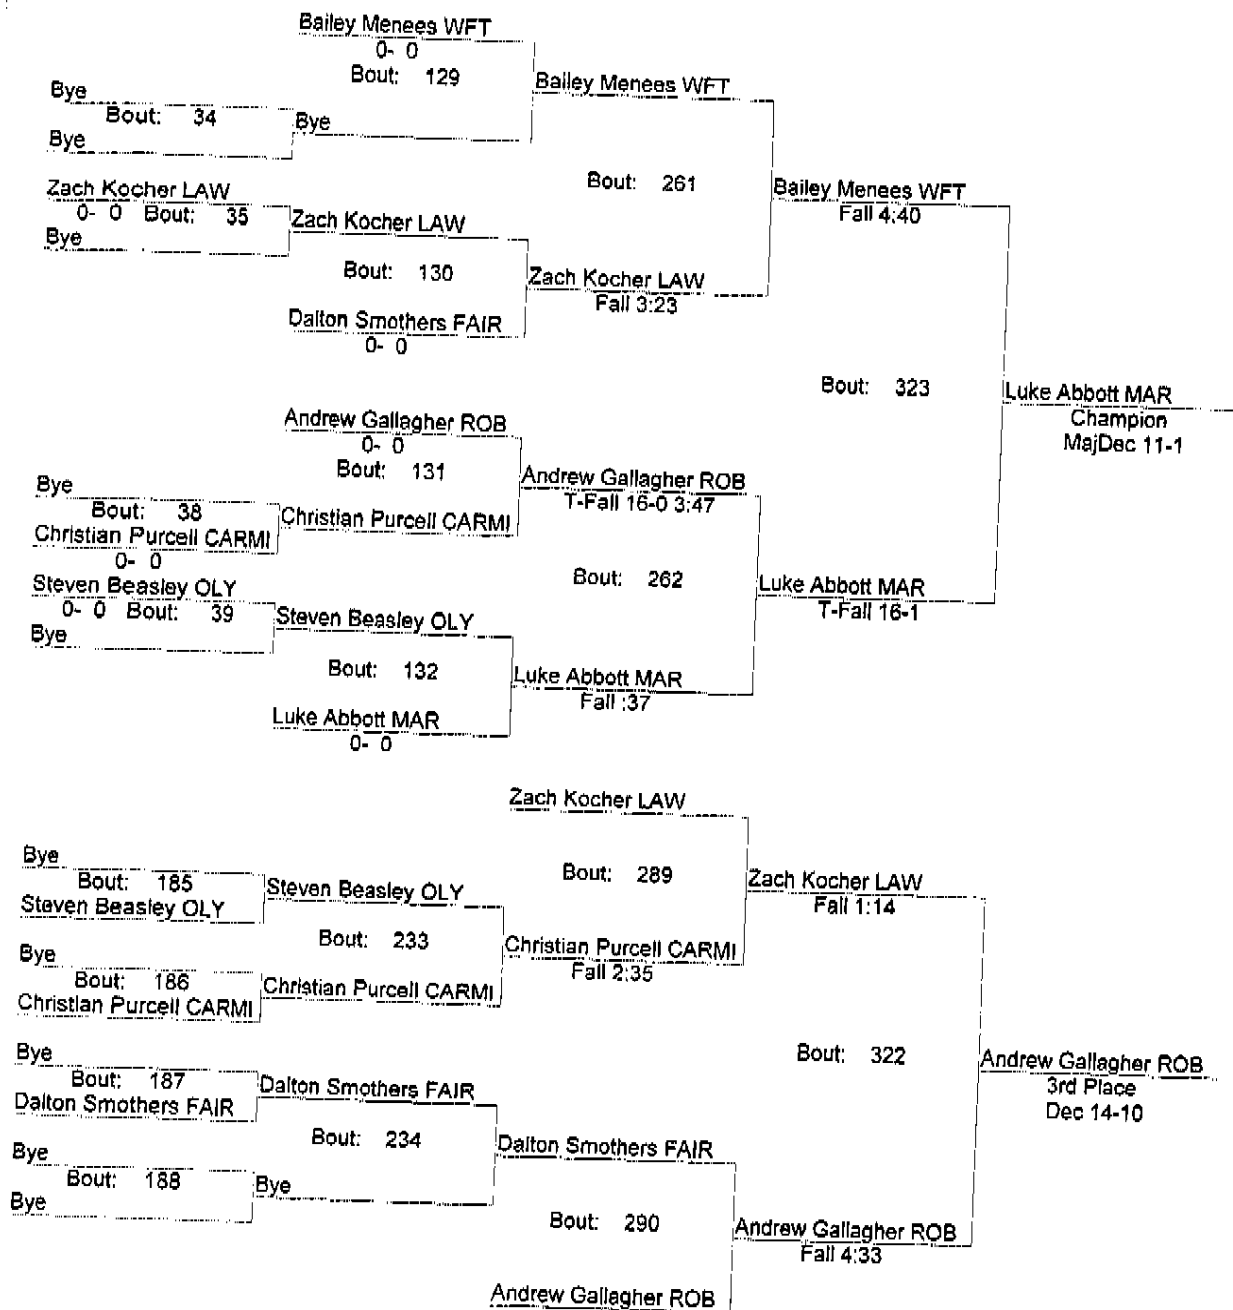 Bailey Menees WFT
0- 0
Bout: 129
Bailey Menees WFT
Bye
Bout: 34
Bye
Bye
Bout: 261
Zach Kocher LAW
0- 0 Bout: 35
Bailey Menees WFT
Fall 4:40
Zach Kocher LAW
Bye
Bout: 130
Zach Kocher LAW
Fall 3:23
Dalton Smothers FAIR
0- 0
Bout: 323
Luke Abbott MAR
Champion
MajDec 11-1
Andrew Gallagher ROB
0- 0
Bout: 131
Andrew Gallagher ROB
T-Fall 16-0 3:47
Bye
Bout: 38
Christian Purcell CARMI
Christian Purcell CARMI
0- 0
Bout: 262
Steven Beasley OLY
0- 0 Bout: 39
Luke Abbott MAR
T-Fall 16-1
Steven Beasley OLY
Bye
Bout: 132
Luke Abbott MAR
Fall :37
Luke Abbott MAR
0- 0
Zach Kocher LAW
Bye
Bout: 185
Steven Beasley OLY
Bout: 289
Zach Kocher LAW
Fall 1:14
Steven Beasley OLY
Bout: 233
Christian Purcell CARMI
Fall 2:35
Bye
Bout: 186
Christian Purcell CARMI
Christian Purcell CARMI
Bye
Bout: 187
Dalton Smothers FAIR
Dalton Smothers FAIR
Bout: 322
Andrew Gallagher ROB
3rd Place
Dec 14-10
Bout: 234
Dalton Smothers FAIR
Bye
Bout: 188
Bye
Bye
Bout: 290
Andrew Gallagher ROB
Fall 4:33
Andrew Gallagher ROB